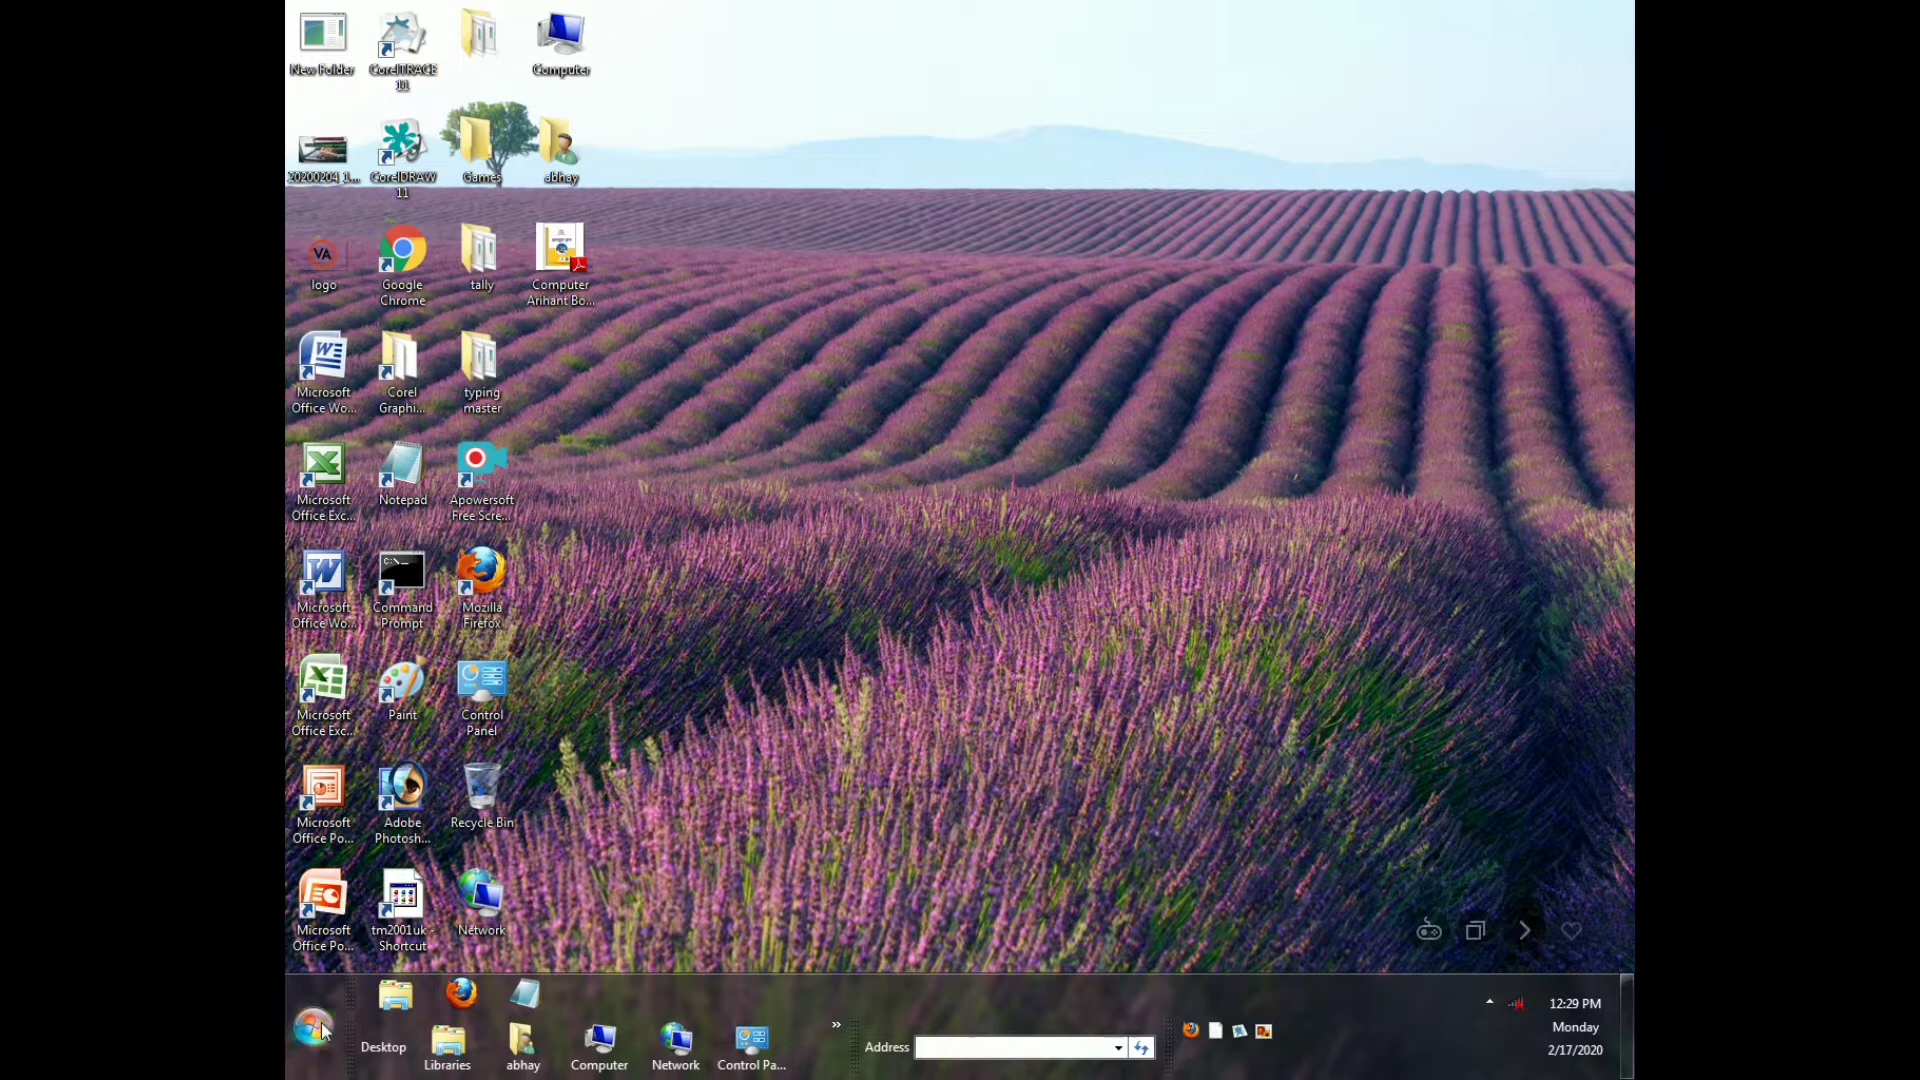 New Folder
CorelTRACE
11
Computer
20200204_1...
CorelDRAW
11
Games
abhay
VA
logo
Google
Chrome
tally
Computer
Arihant Bo...
Microsoft
Office Wo...
Corel
Graphi...
typing
master
Microsoft
Office Exc...
Notepad
Apowersoft
Free Scre...
Microsoft
Office Wo...
C:\_
Command
Prompt
Mozilla
Firefox
Microsoft
Office Exc...
Paint
Control
Panel
Microsoft
Office Po...
Adobe
Photosh...
Recycle Bin
Microsoft
Office Po...
tm2001uk -
Shortcut
Network
Desktop
Libraries
abhay
Computer
Network
Control Pa...
»
Address
12:29 PM
Monday
2/17/2020